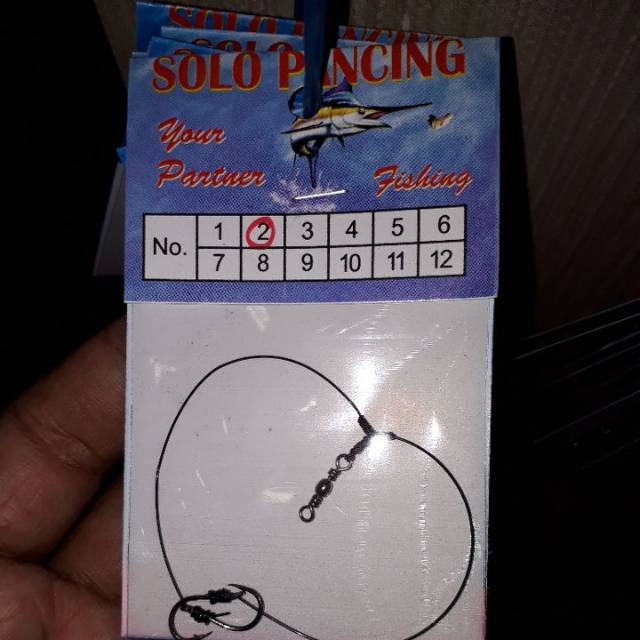 SOLO PANCING
Your
Partner
Fishing
No. 1 2 3 4 5 6
7 8 9 10 11 12